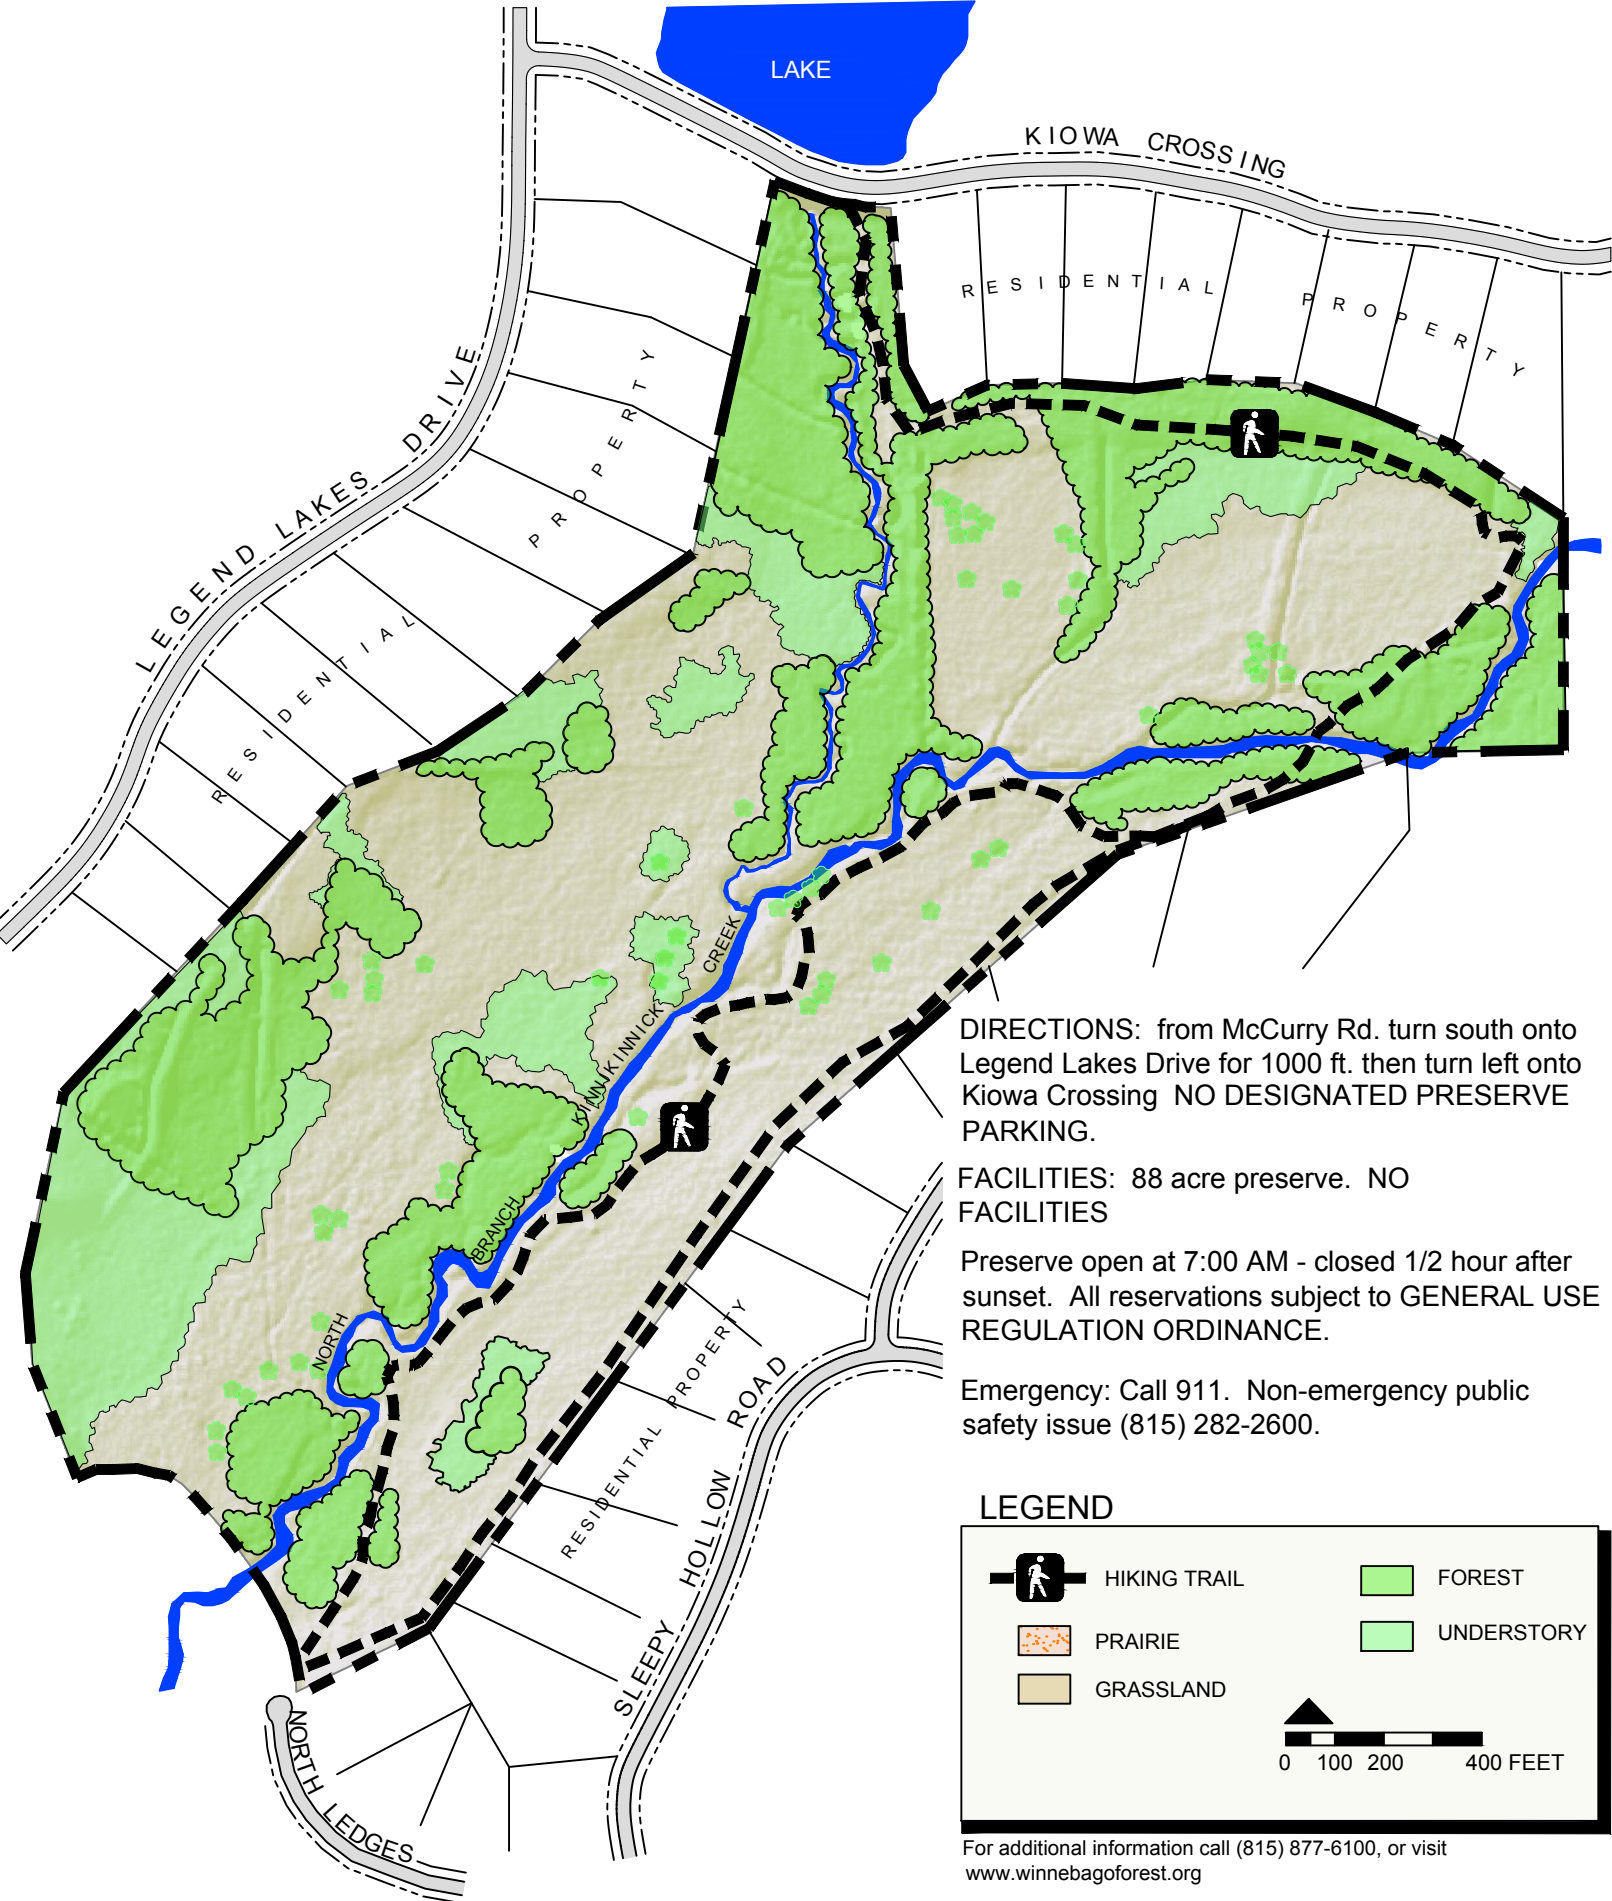 LAKE
KIOWA CROSSING
RESIDENTIAL PROPERTY
LEGEND LAKES DRIVE
RESIDENTIAL PROPERTY
NORTH BRANCH KINNIKINNICK CREEK
DIRECTIONS: from McCurry Rd. turn south onto
Legend Lakes Drive for 1000 ft. then turn left onto
Kiowa Crossing NO DESIGNATED PRESERVE
PARKING.
FACILITIES: 88 acre preserve. NO
FACILITIES
Preserve open at 7:00 AM - closed 1/2 hour after
sunset. All reservations subject to GENERAL USE
REGULATION ORDINANCE.
Emergency: Call 911. Non-emergency public
safety issue (815) 282-2600.
RESIDENTIAL PROPERTY
SLEEPY HOLLOW ROAD
NORTH LEDGES
LEGEND
HIKING TRAIL
FOREST
PRAIRIE
UNDERSTORY
GRASSLAND
0 100 200 400 FEET
For additional information call (815) 877-6100, or visit
www.winnebagoforest.org